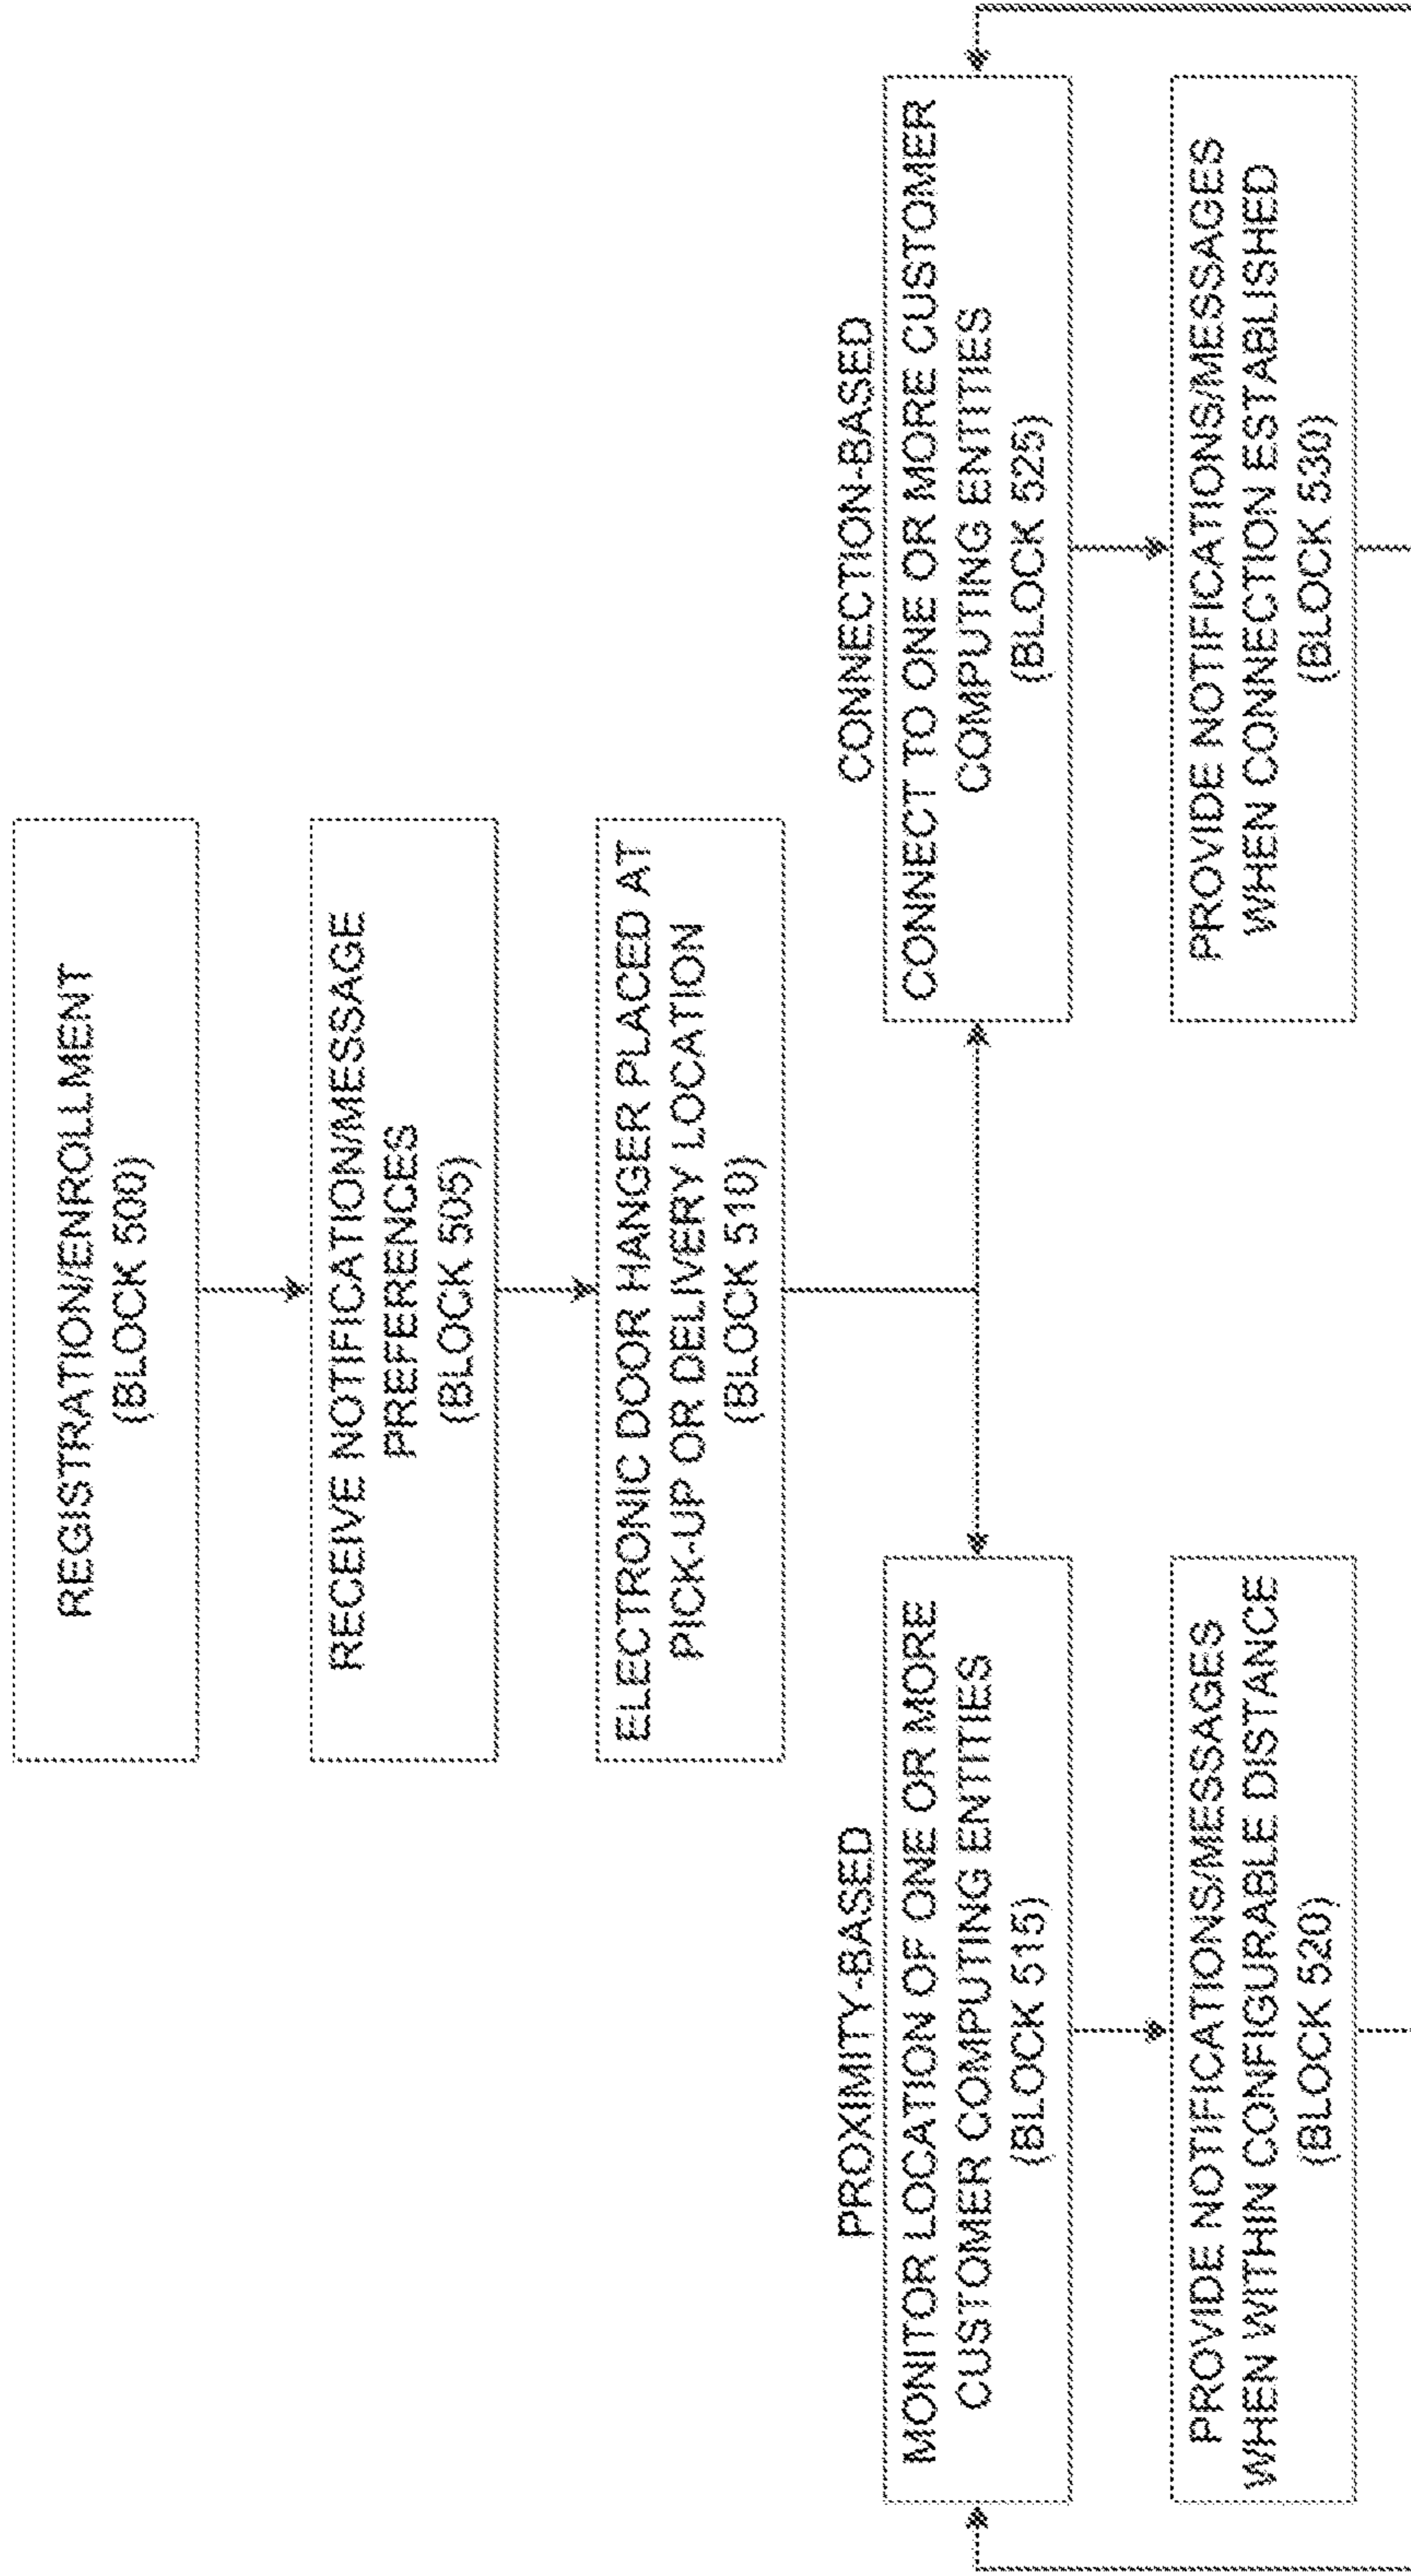 REGISTRATION/ENROLLMENT
(BLOCK 500)
RECEIVE NOTIFICATION/MESSAGE
PREFERENCES
(BLOCK 505)
ELECTRONIC DOOR HANGER PLACED AT
PICK-UP OR DELIVERY LOCATION
(BLOCK 510)
PROXIMITY-BASED
MONITOR LOCATION OF ONE OR MORE
CUSTOMER COMPUTING ENTITIES
(BLOCK 515)
PROVIDE NOTIFICATIONS/MESSAGES
WHEN WITHIN CONFIGURABLE DISTANCE
(BLOCK 520)
CONNECTION-BASED
CONNECT TO ONE OR MORE CUSTOMER
COMPUTING ENTITIES
(BLOCK 525)
PROVIDE NOTIFICATIONS/MESSAGES
WHEN CONNECTION ESTABLISHED
(BLOCK 530)